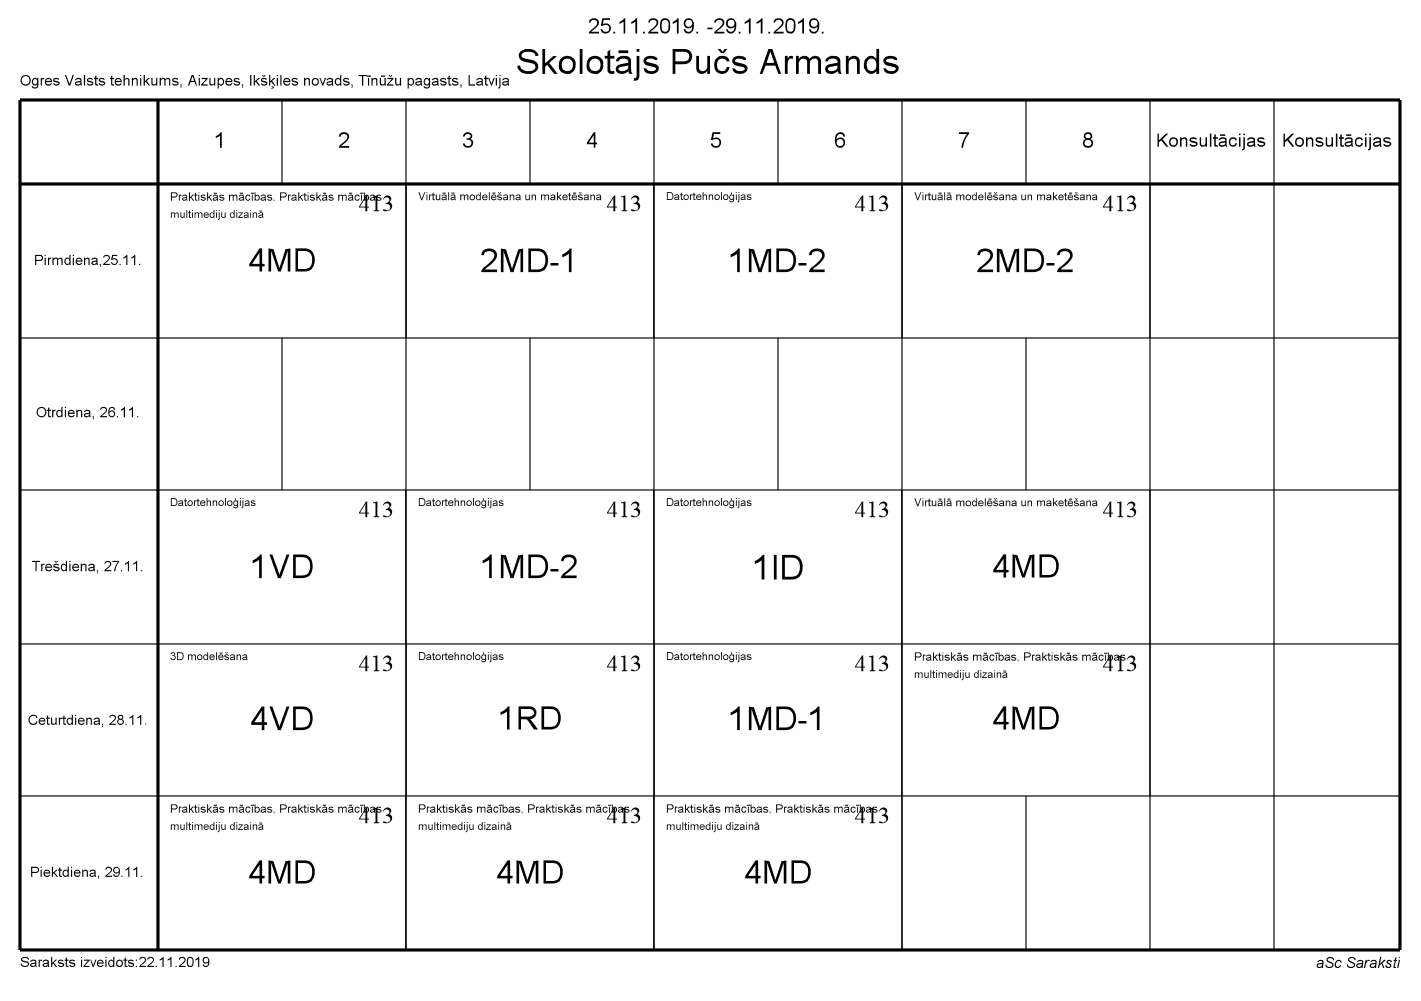 25.11.2019. -29.11.2019.
Skolotājs Pučs Armands
Ogres Valsts tehnikums, Aizupes, Ikšķiles novads, Tīnūžu pagasts, Latvija
1 2 3 4 5 6 7 8 Konsultācijas Konsultācijas
Pirmdiena,25.11.
Praktiskās mācības. Praktiskās mācības
multimediju dizainā
413
4MD
Virtuālā modelēšana un maketēšana
413
2MD-1
Datortehnoloģijas
413
1MD-2
Virtuālā modelēšana un maketēšana
413
2MD-2
Otrdiena, 26.11.
Trešdiena, 27.11.
Datortehnoloģijas
413
1VD
Datortehnoloģijas
413
1MD-2
Datortehnoloģijas
413
1ID
Virtuālā modelēšana un maketēšana
413
4MD
Ceturtdiena, 28.11.
3D modelēšana
413
4VD
Datortehnoloģijas
413
1RD
Datortehnoloģijas
413
1MD-1
Praktiskās mācības. Praktiskās mācības
multimediju dizainā
413
4MD
Piektdiena, 29.11.
Praktiskās mācības. Praktiskās mācības
multimediju dizainā
413
4MD
Praktiskās mācības. Praktiskās mācības
multimediju dizainā
413
4MD
Praktiskās mācības. Praktiskās mācības
multimediju dizainā
413
4MD
Saraksts izveidots:22.11.2019
aSc Saraksti